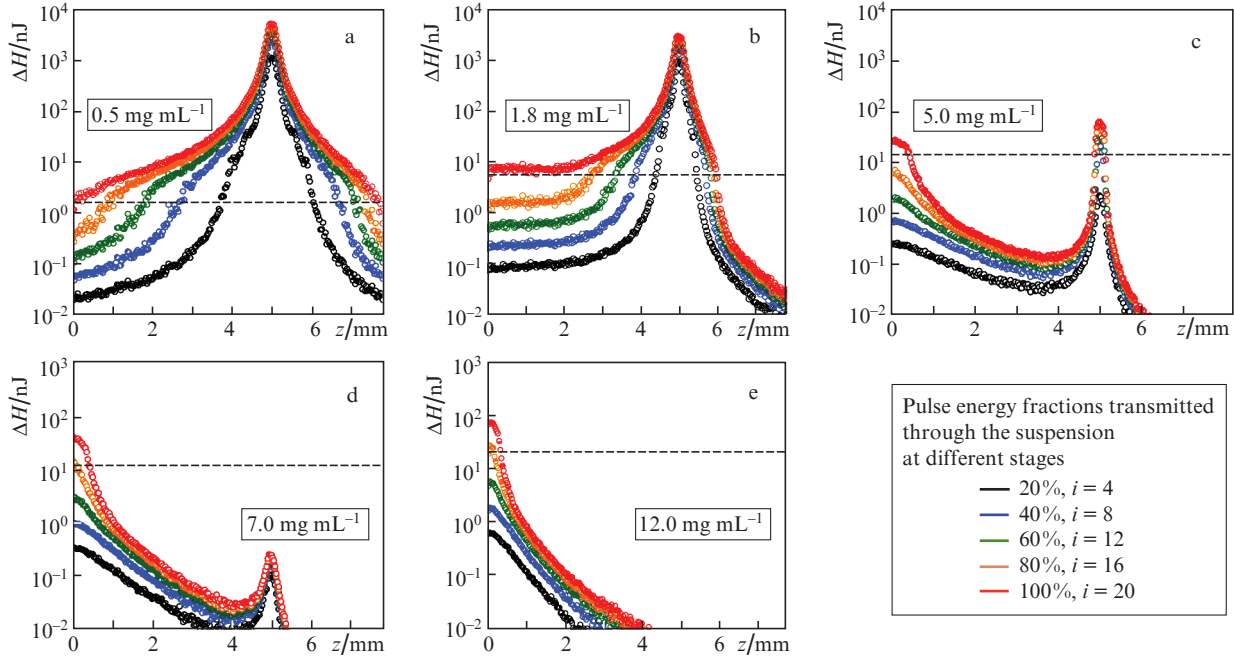 ΔH/nJ
10⁴
10³
10²
10¹
10⁰
10⁻¹
10⁻²
a
0.5 mg mL⁻¹
0 2 4 6 z/mm
ΔH/nJ
10⁴
10³
10²
10¹
10⁰
10⁻¹
10⁻²
b
1.8 mg mL⁻¹
0 2 4 6 z/mm
ΔH/nJ
10⁴
10³
10²
10¹
10⁰
10⁻¹
10⁻²
c
5.0 mg mL⁻¹
0 2 4 6 z/mm
ΔH/nJ
10³
10²
10¹
10⁰
10⁻¹
10⁻²
d
7.0 mg mL⁻¹
0 2 4 6 z/mm
ΔH/nJ
10³
10²
10¹
10⁰
10⁻¹
10⁻²
e
12.0 mg mL⁻¹
0 2 4 6 z/mm
Pulse energy fractions transmitted
through the suspension
at different stages
20%, i = 4
40%, i = 8
60%, i = 12
80%, i = 16
100%, i = 20